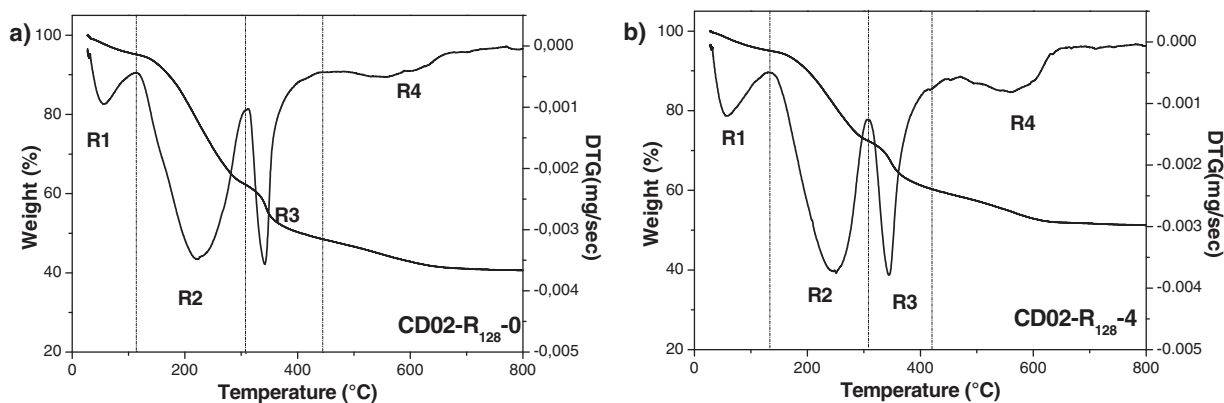 a)
100
80
60
40
20
Weight (%)
0,000
-0,001
-0,002
-0,003
-0,004
-0,005
DTG(mg/sec)
R1
R2
R3
R4
CD02-R128-0
0 200 400 600 800
Temperature (°C)
b)
100
80
60
40
20
Weight (%)
0.000
-0.001
-0.002
-0.003
-0.004
-0.005
DTG(mg/sec)
R1
R2
R3
R4
CD02-R128-4
0 200 400 600 800
Temperature (°C)